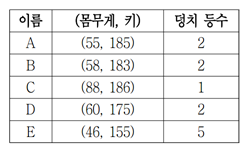 이름 (몸무게, 키) 덩치 등수
A (55, 185) 2
B (58, 183) 2
C (88, 186) 1
D (60, 175) 2
E (46, 155) 5